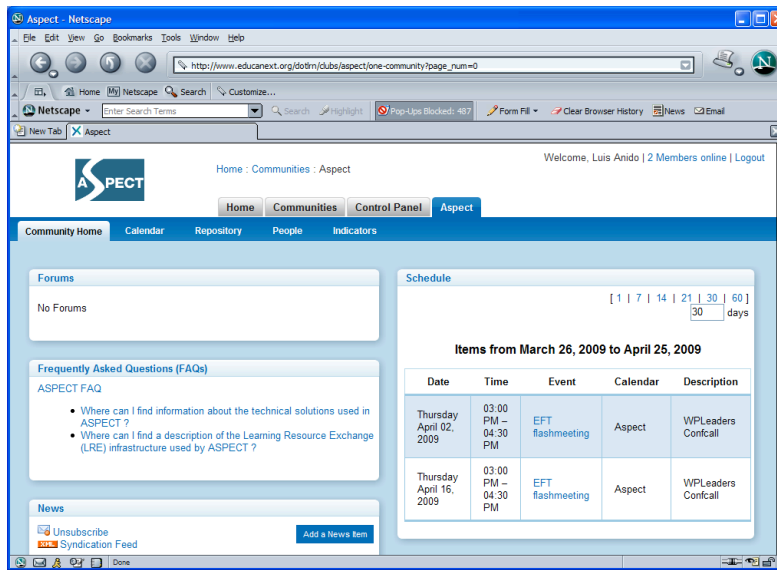 Aspect - Netscape
File Edit View Go Bookmarks Tools Window Help
http://www.educanext.org/dotlrn/clubs/aspect/one-community?page_num=0
Home My Netscape Search Customize...
Netscape Enter Search Terms Search Highlight Pop-Ups Blocked: 487 Form Fill Clear Browser History News Email
New Tab Aspect
ASPECT
Home : Communities : Aspect
Welcome, Luis Anido | 2 Members online | Logout
Home Communities Control Panel Aspect
Community Home Calendar Repository People Indicators
Forums
No Forums
Frequently Asked Questions (FAQs)
ASPECT FAQ
Where can I find information about the technical solutions used in
ASPECT ?
Where can I find a description of the Learning Resource Exchange
(LRE) infrastructure used by ASPECT ?
News
Unsubscribe
XML Syndication Feed
Add a News Item
Schedule
[ 1 | 7 | 14 | 21 | 30 | 60 ]
30 days
Items from March 26, 2009 to April 25, 2009
Date Time Event Calendar Description
Thursday April 02, 2009 03:00 PM – 04:30 PM EFT flashmeeting Aspect WPLeaders Confcall
Thursday April 16, 2009 03:00 PM – 04:30 PM EFT flashmeeting Aspect WPLeaders Confcall
Done